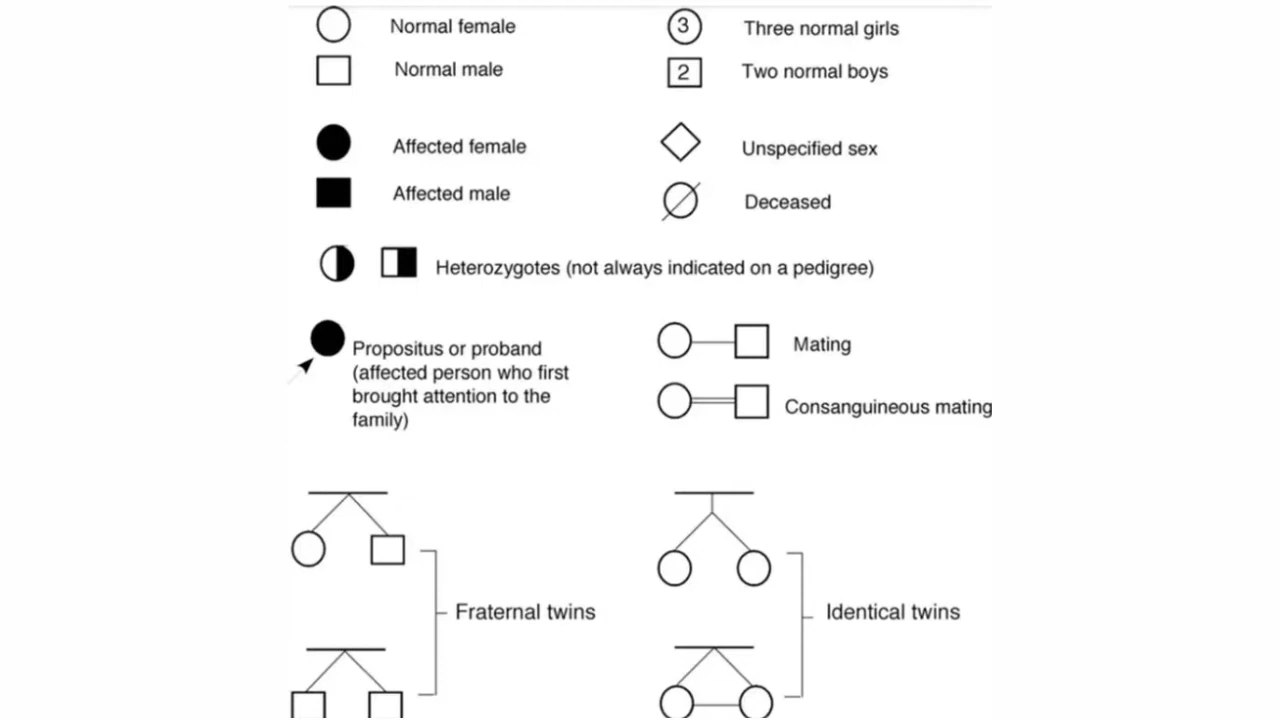 Normal female
3 Three normal girls
Normal male
2 Two normal boys
Affected female
Unspecified sex
Affected male
Deceased
Heterozygotes (not always indicated on a pedigree)
Propositus or proband
(affected person who first
brought attention to the
family)
Mating
Consanguineous mating
Fraternal twins
Identical twins